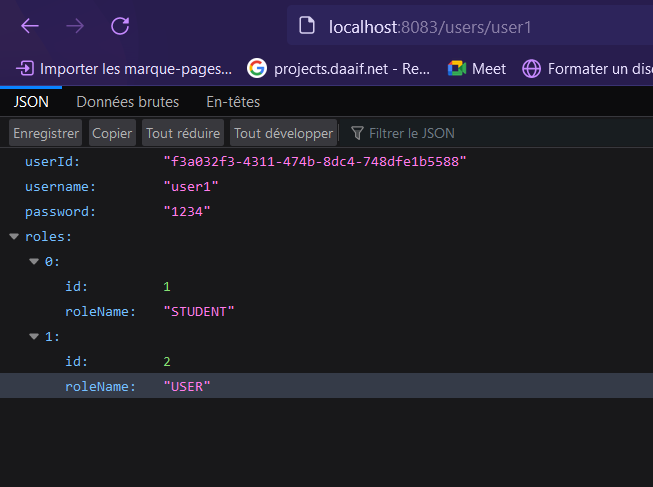 localhost:8083/users/user1
Importer les marque-pages... projects.daaif.net - Re... Meet Formater un disc
JSON Données brutes En-têtes
Enregistrer Copier Tout réduire Tout développer Filtrer le JSON
userId: "f3a032f3-4311-474b-8dc4-748dfe1b5588"
username: "user1"
password: "1234"
roles:
0:
id: 1
roleName: "STUDENT"
1:
id: 2
roleName: "USER"